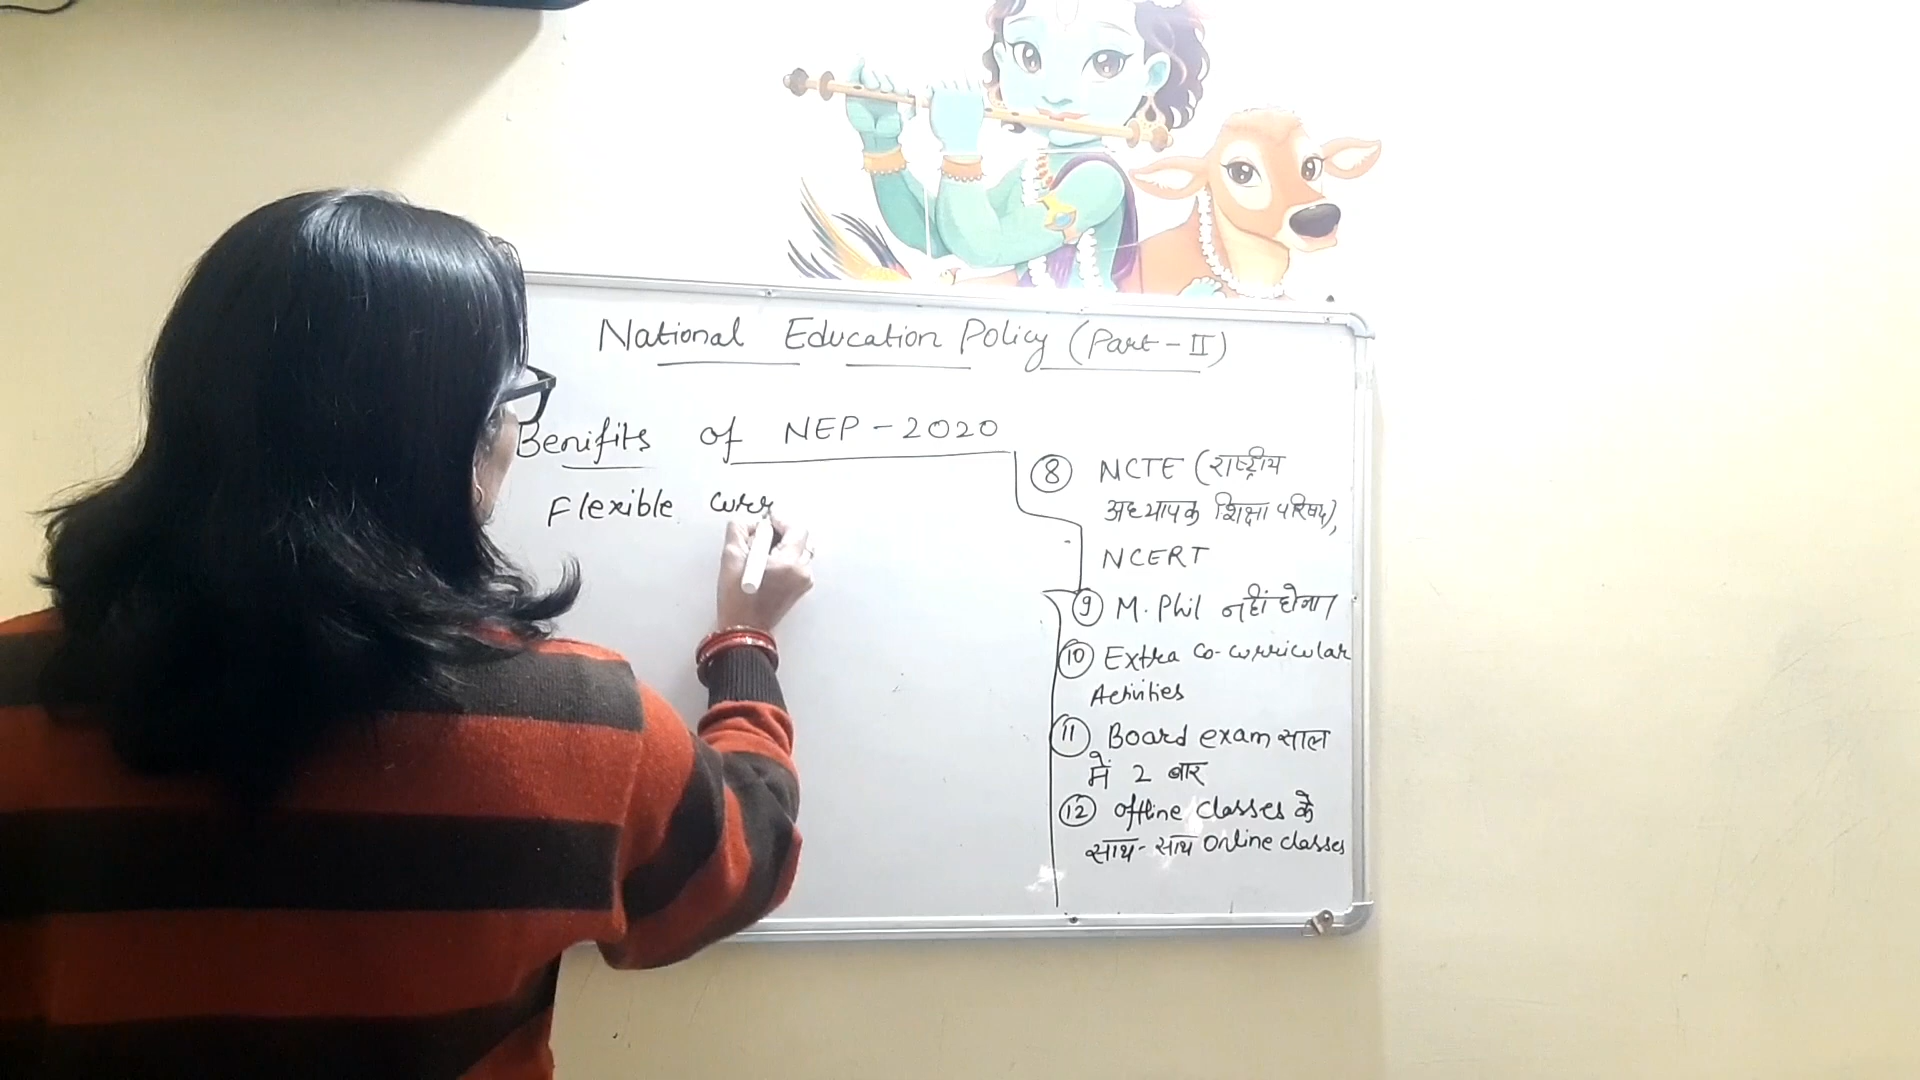 National Education Policy (Part-II)
Benifits of NEP-2020
Flexible curr
⑧ NCTE (राष्ट्रीय
अध्यापक शिक्षा परिषद),
NCERT
⑨ M. Phil नहीं होगा
⑩ Extra Co-curricular
Activities
⑪ Board exam साल
में 2 बार
⑫ offline classes के
साथ-साथ online classes